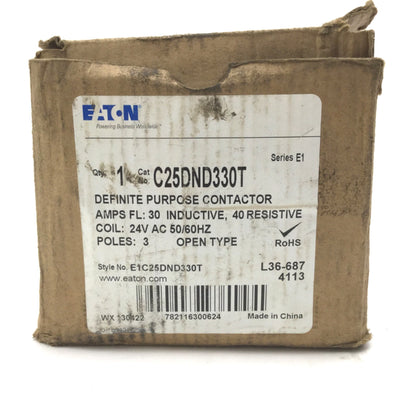 EATON
Powering Business Worldwide
Series E1
Qty. 1 Cat No. C25DND330T
DEFINITE PURPOSE CONTACTOR
AMPS FL: 30 INDUCTIVE, 40 RESISTIVE
COIL: 24V AC 50/60HZ
POLES: 3 OPEN TYPE
RoHS
Style No. E1C25DND330T
L36-687
www.eaton.com
4113
WX 130422 782116300624 Made in China